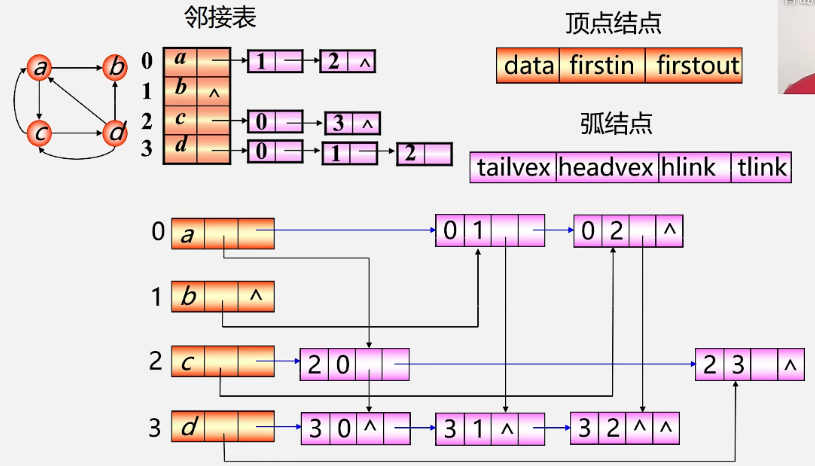 邻接表
顶点结点
a b c d
0 a 1 2 ^
1 b ^
2 c 0 3 ^
3 d 0 1 2
data firstin firstout
弧结点
tailvex headvex hlink tlink
0 a 0 1 0 2 ^
1 b ^
2 c 2 0 2 3 ^
3 d 3 0 ^ 3 1 ^ 3 2 ^ ^